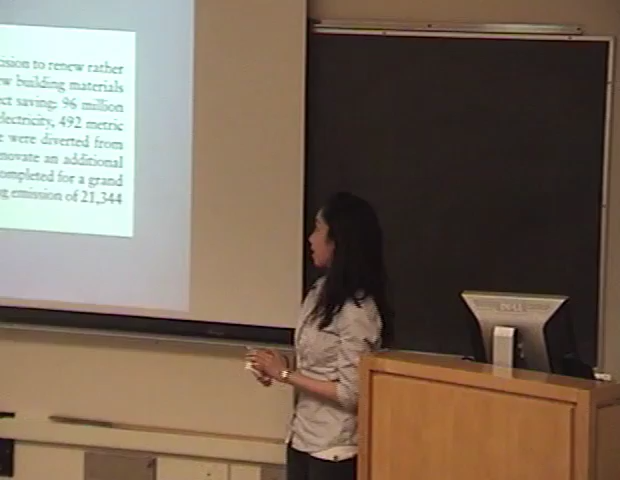 ision to renew rather
w building materials
ct saving: 96 million
lectricity, 492 metric
e were diverted from
novate an additional
ompleted for a grand
g emission of 21,344
DELL